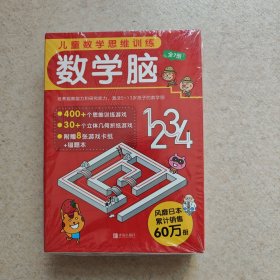 儿童数学思维训练
数学脑
全7册
400+个思维训练游戏
30+个立体几何折纸游戏
附赠8张游戏卡纸
+错题本
1234
风靡日本
累计销售
60万册